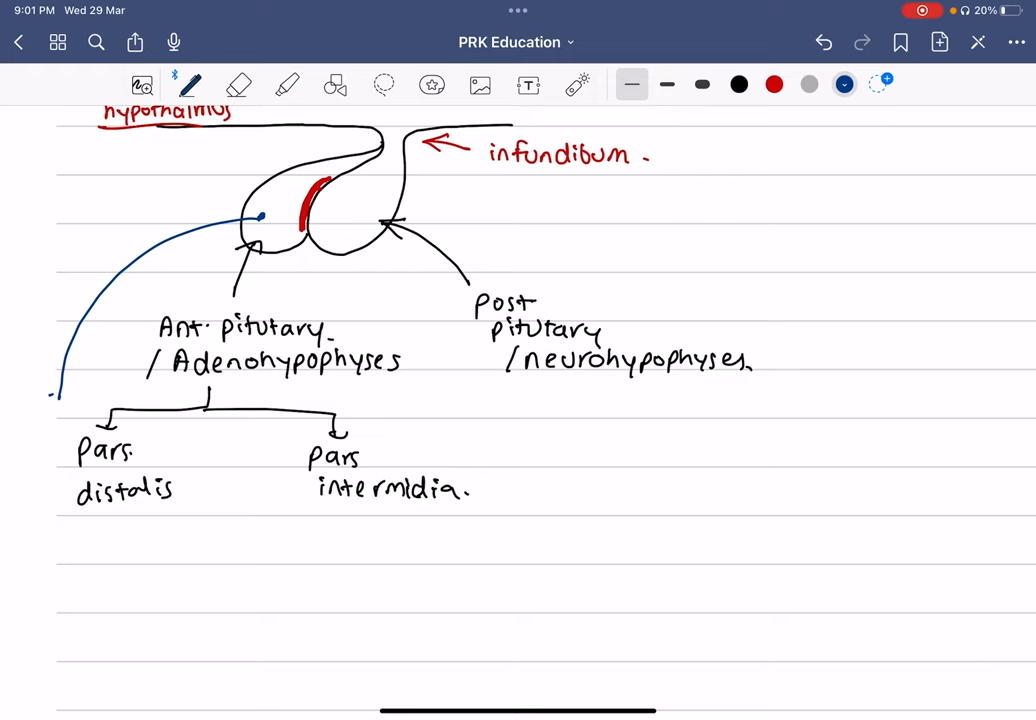 9:01 PM Wed 29 Mar
20%
PRK Education
T
hypothalmus
infundibum.
Ant. pitutary.
/ Adenohypophyses
Post
pitutary
/neurohypophyses.
Pars.
distalis
Pars
intermidia.